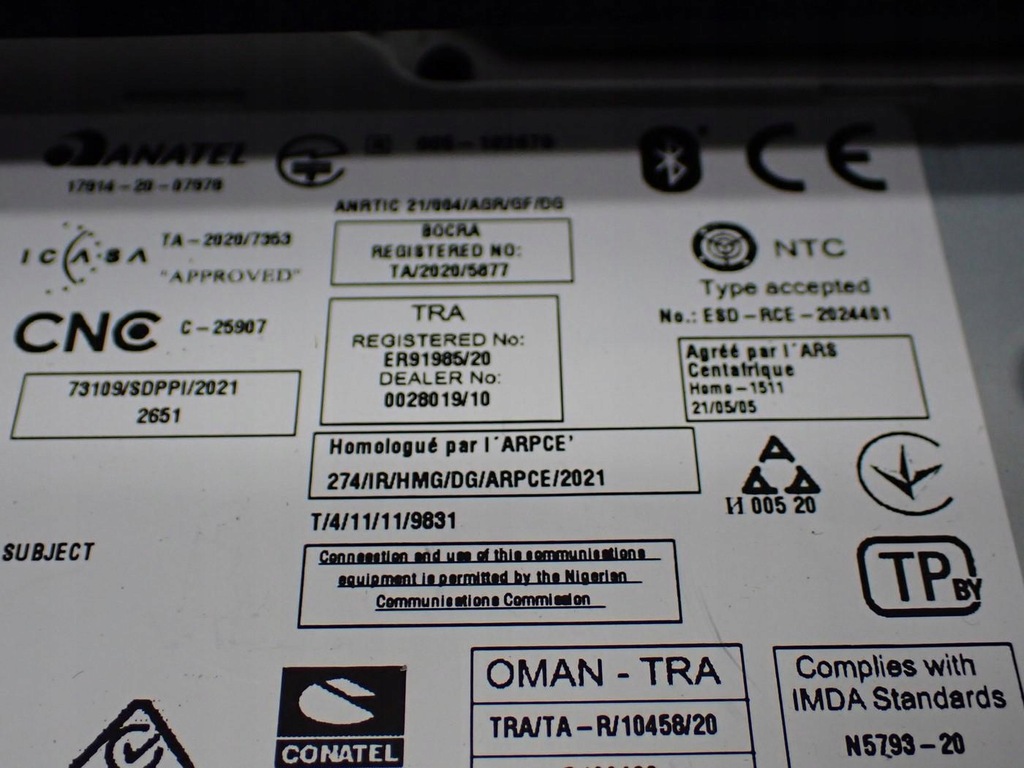 ANATEL
17914-20-07978
ANRTIC 21/004/AGR/GF/DG
ICASA TA-2020/7353
"APPROVED"
BOCRA
REGISTERED NO:
TA/2020/5877
NTC
Type accepted
No.: ESD-RCE-2024401
CNC C-25907
TRA
REGISTERED No:
ER91985/20
DEALER No:
0028019/10
Agréé par l'ARS
Centafrique
Homo-1511
21/05/05
73109/SDPPI/2021
2651
Homologué par l'ARPCE'
274/IR/HMG/DG/ARPCE/2021
И 005 20
T/4/11/11/9831
SUBJECT
Connection and use of this communications
equipment is permitted by the Nigerian
Communications Commission
TP BY
CONATEL
OMAN - TRA
TRA/TA-R/10458/20
Complies with
IMDA Standards
N5793-20